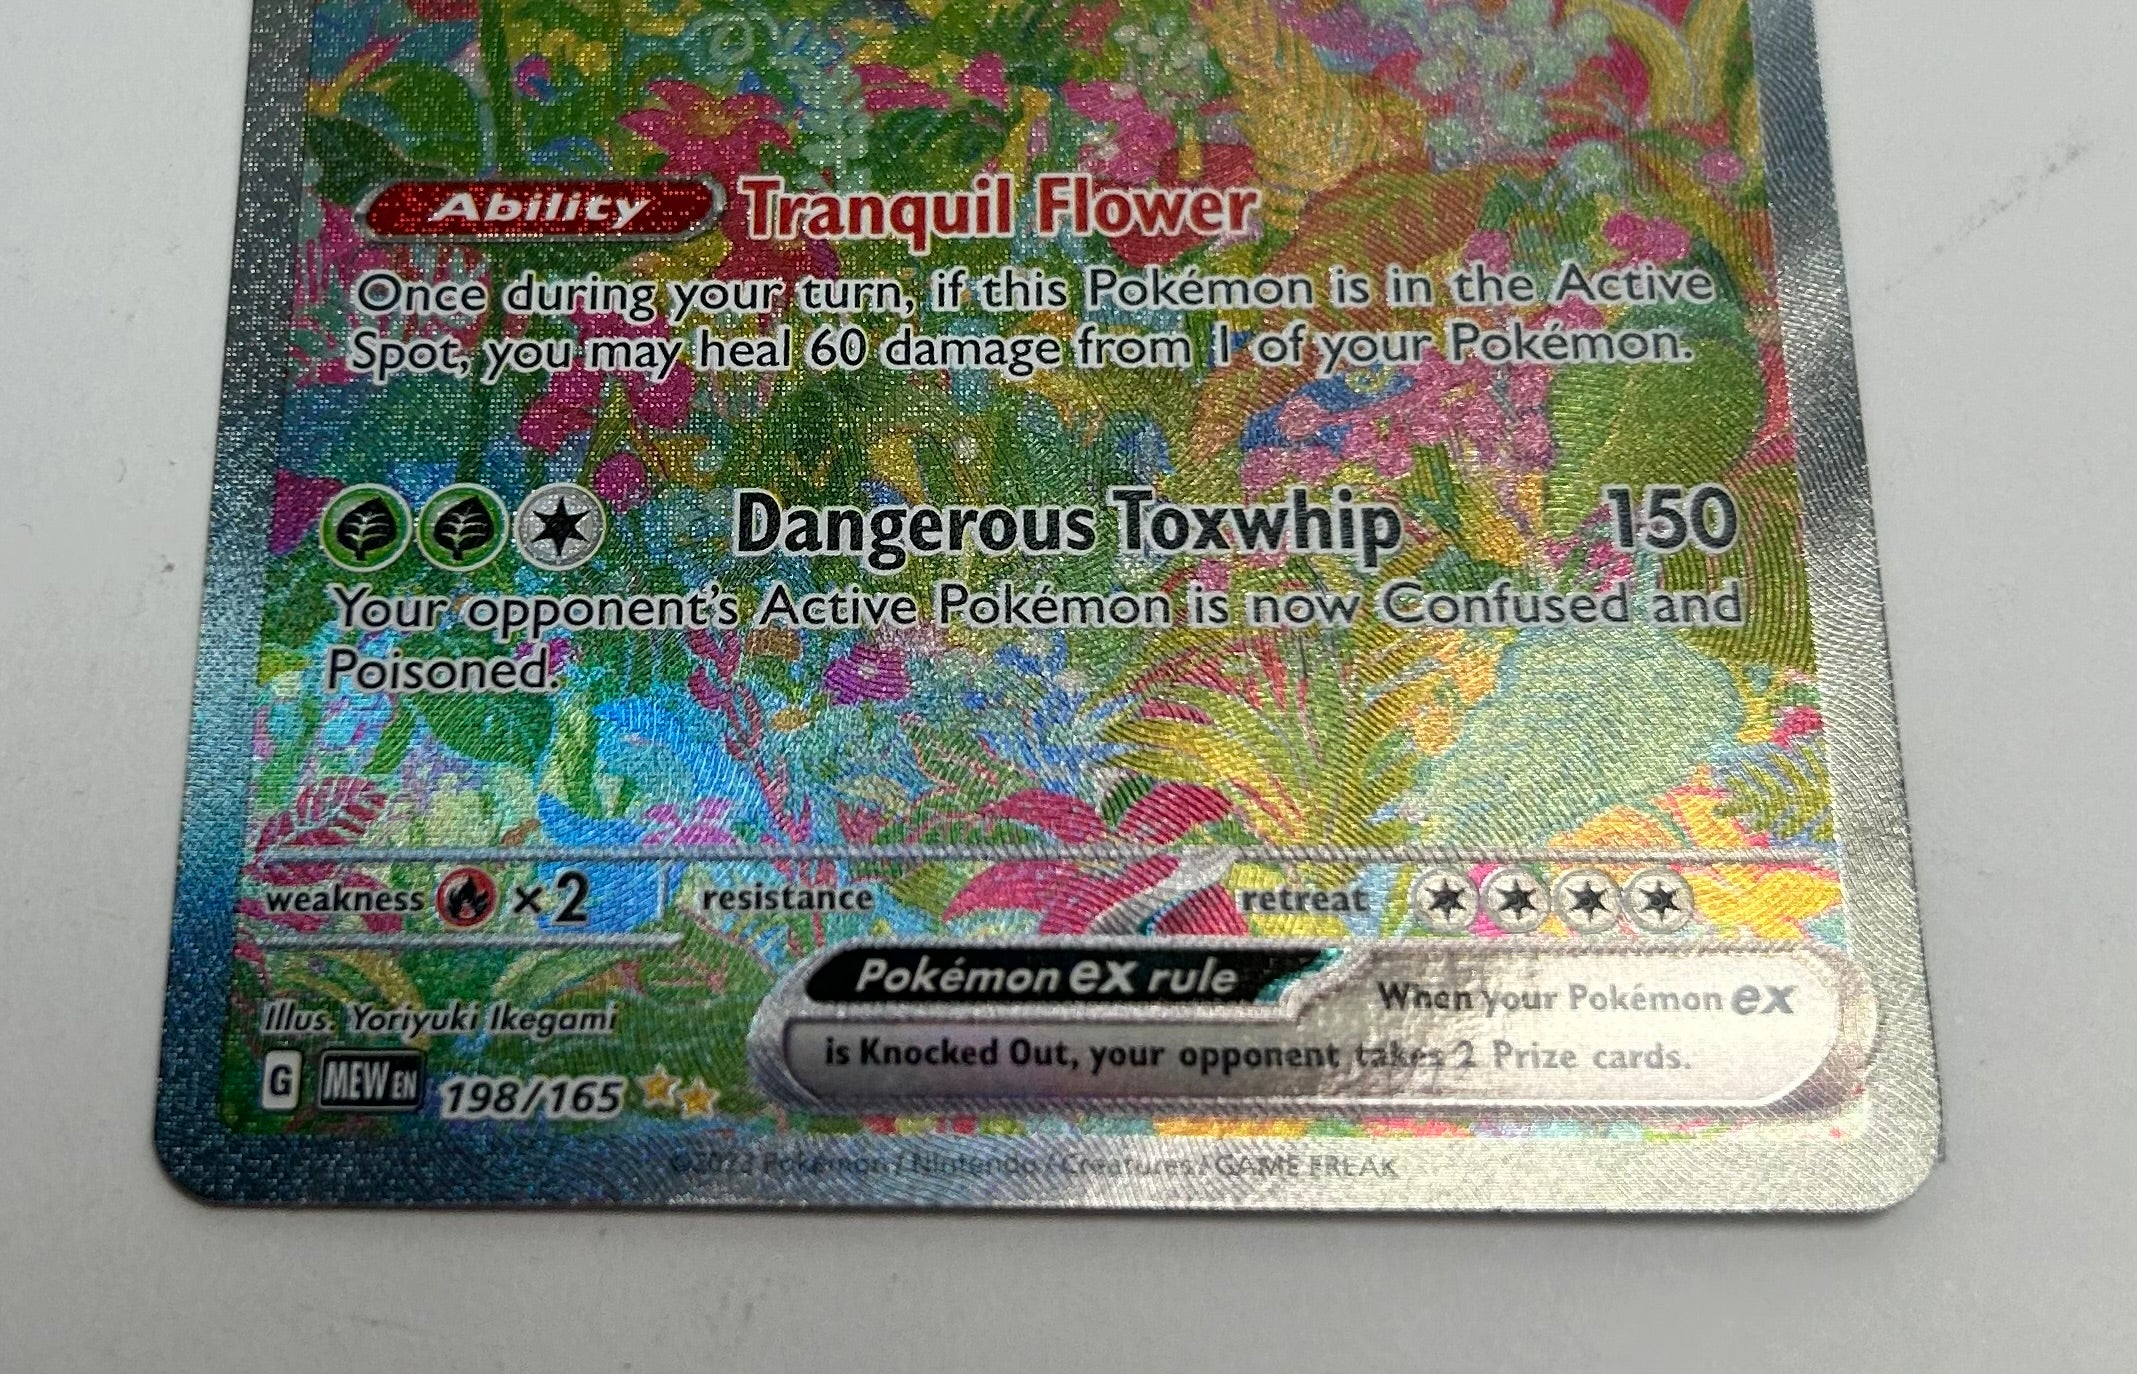 Ability Tranquil Flower
Once during your turn, if this Pokémon is in the Active
Spot, you may heal 60 damage from 1 of your Pokémon.
Dangerous Toxwhip 150
Your opponent's Active Pokémon is now Confused and
Poisoned.
weakness ×2 resistance retreat
Pokémon ex rule When your Pokémon ex
is Knocked Out, your opponent takes 2 Prize cards.
Illus. Yoriyuki Ikegami
G MEW EN 198/165
©2023 Pokémon / Nintendo / Creatures / GAME FREAK